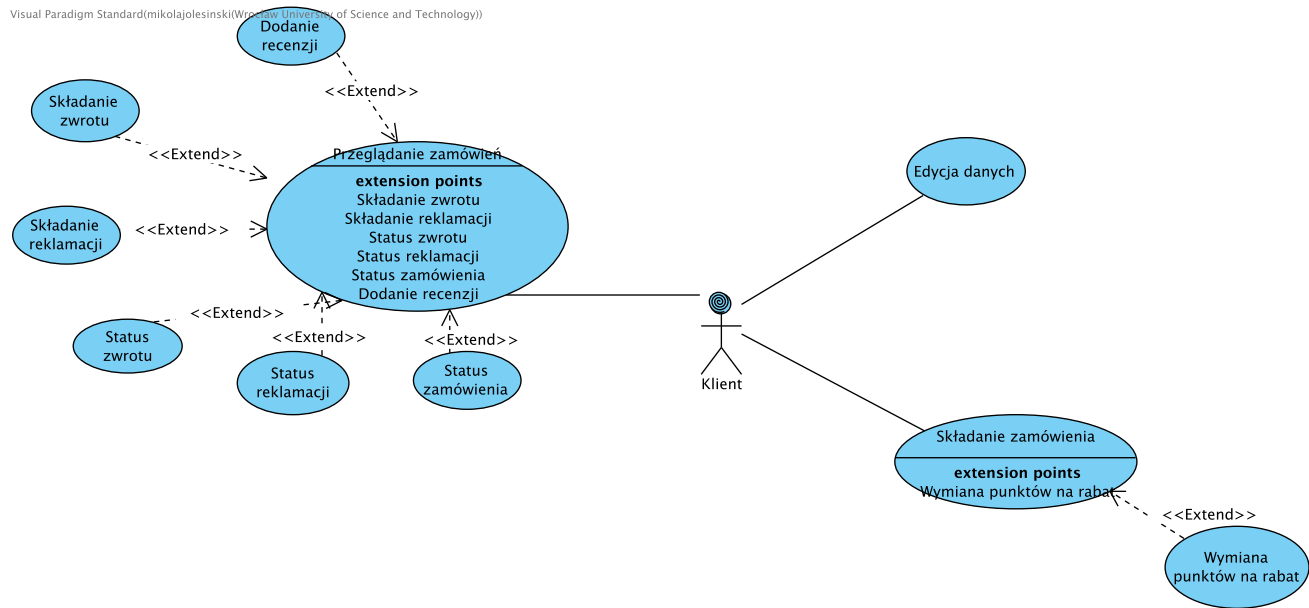 Visual Paradigm Standard(mikolajolesinski(Wroclaw University of Science and Technology))
Dodanie
recenzji
<<Extend>>
Składanie
zwrotu
<<Extend>>
Przeglądanie zamówień
extension points
Składanie zwrotu
Składanie reklamacji
Status zwrotu
Status reklamacji
Status zamówienia
Dodanie recenzji
Edycja danych
Składanie
reklamacji
<<Extend>>
<<Extend>>
Status
zwrotu
<<Extend>>
Status
reklamacji
<<Extend>>
Status
zamówienia
Klient
Składanie zamówienia
extension points
Wymiana punktów na rabat
<<Extend>>
Wymiana
punktów na rabat